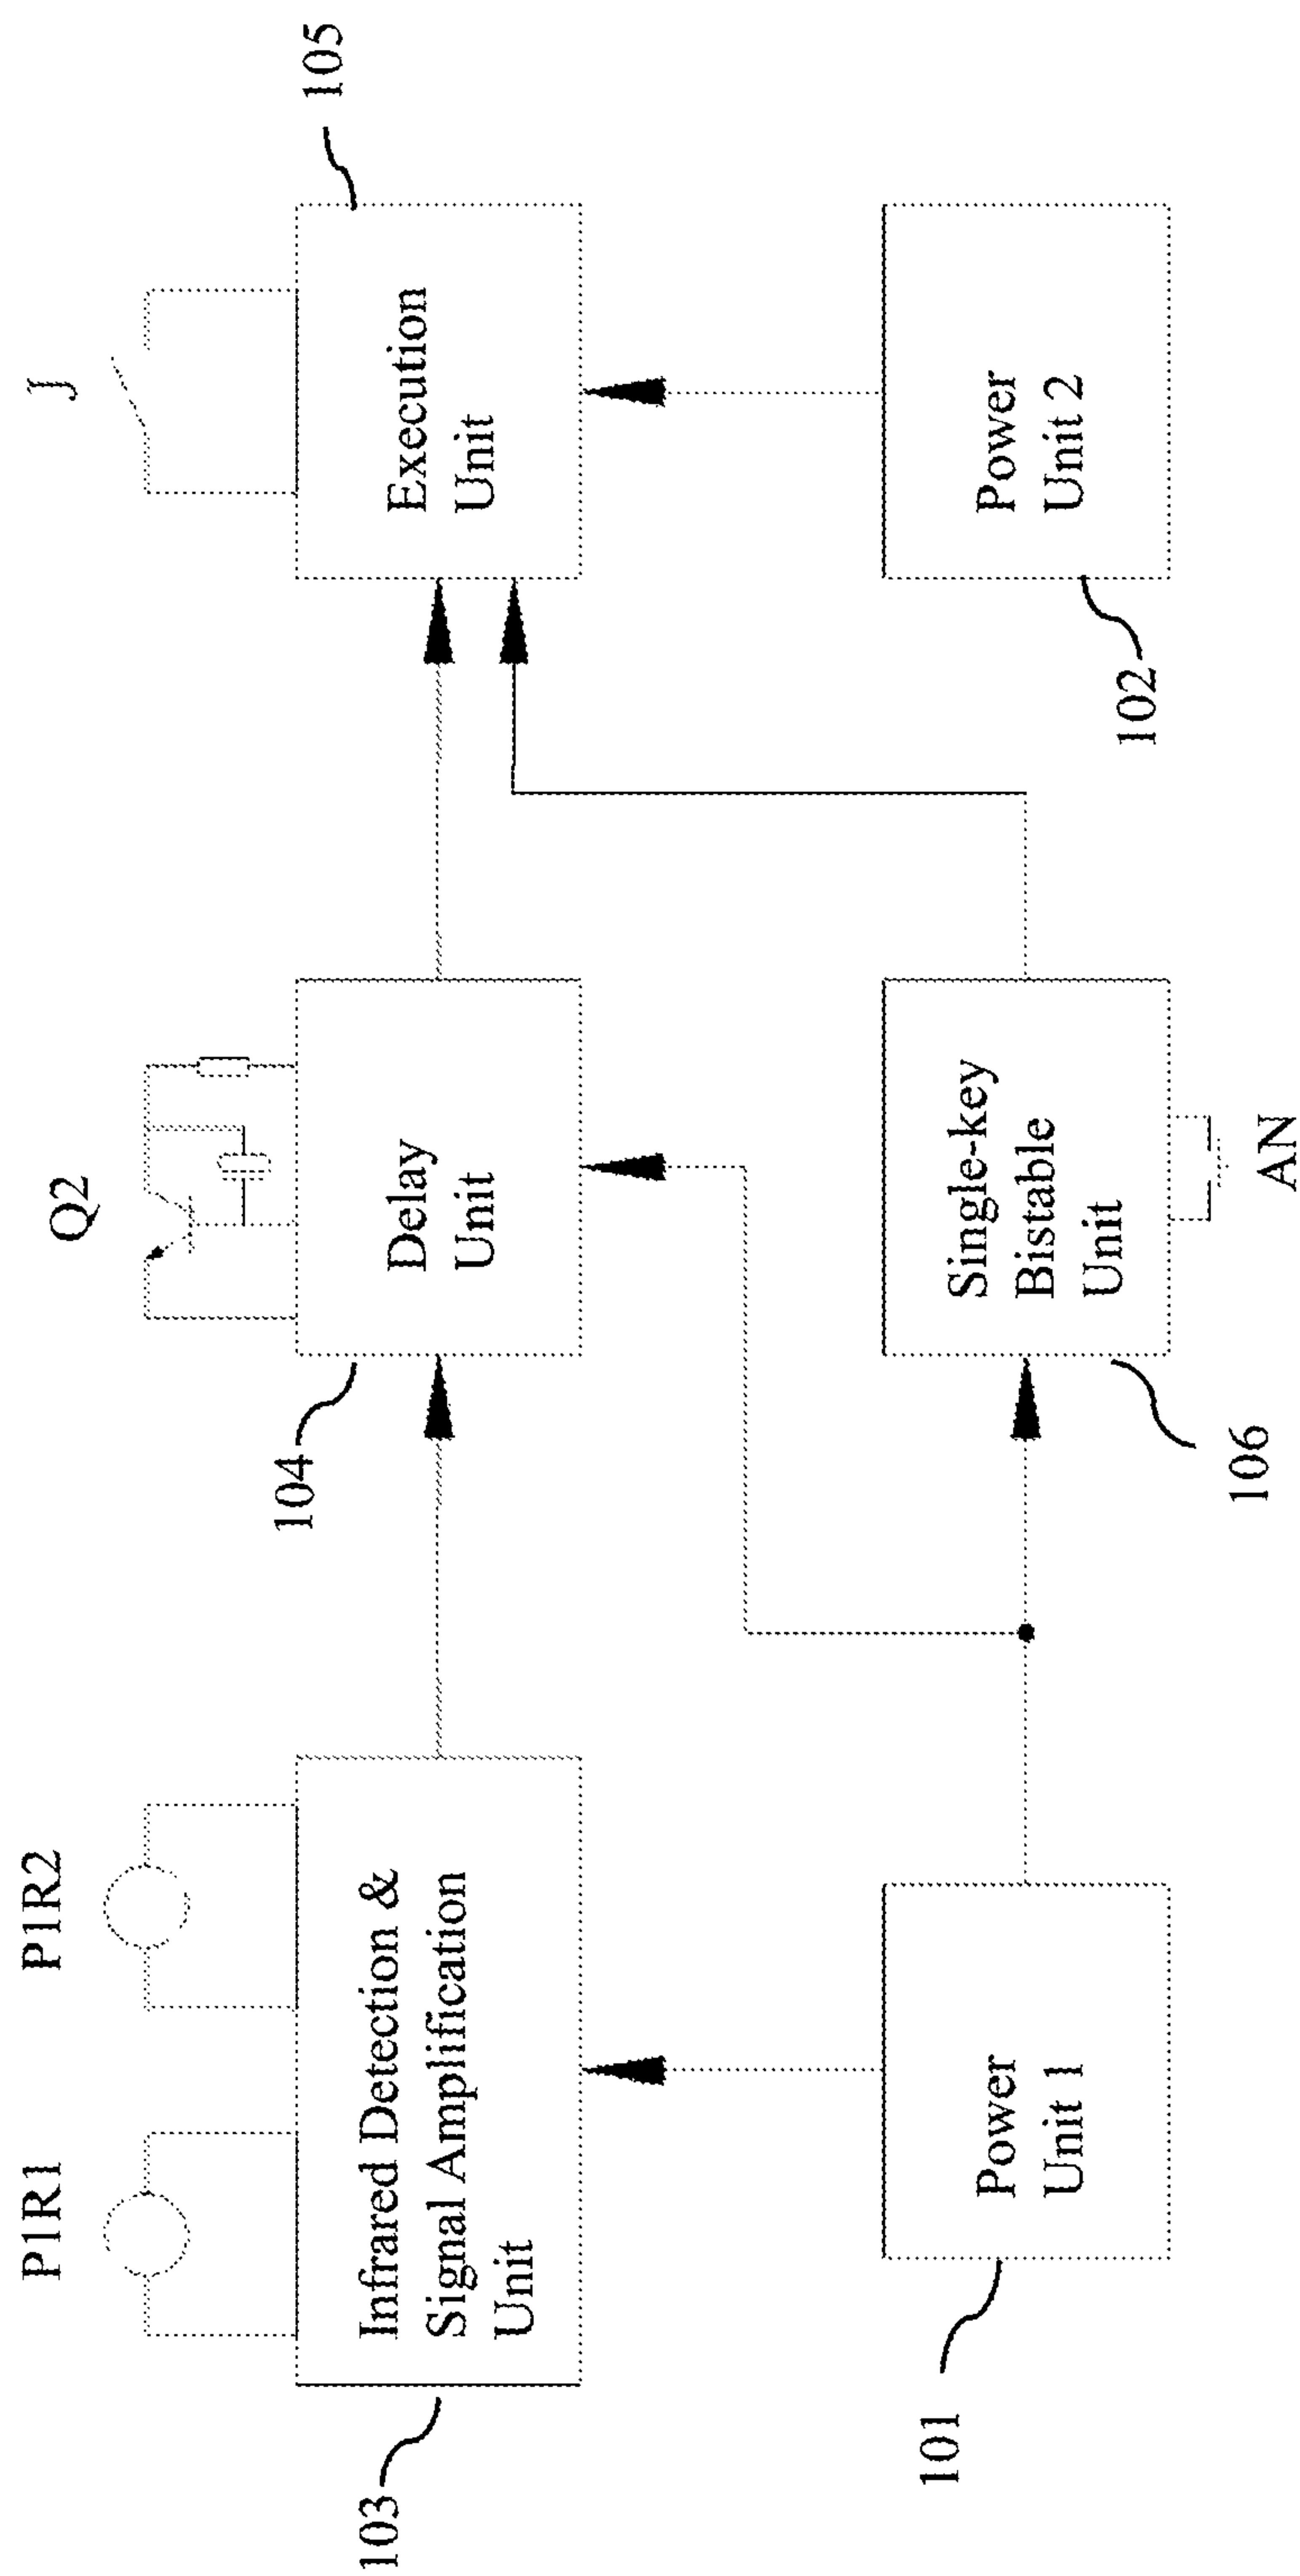 P1R1
P1R2
Q2
J
103
Infrared Detection &
Signal Amplification
Unit
104
Delay
Unit
105
Execution
Unit
101
Power
Unit 1
106
Single-key
Bistable
Unit
AN
102
Power
Unit 2